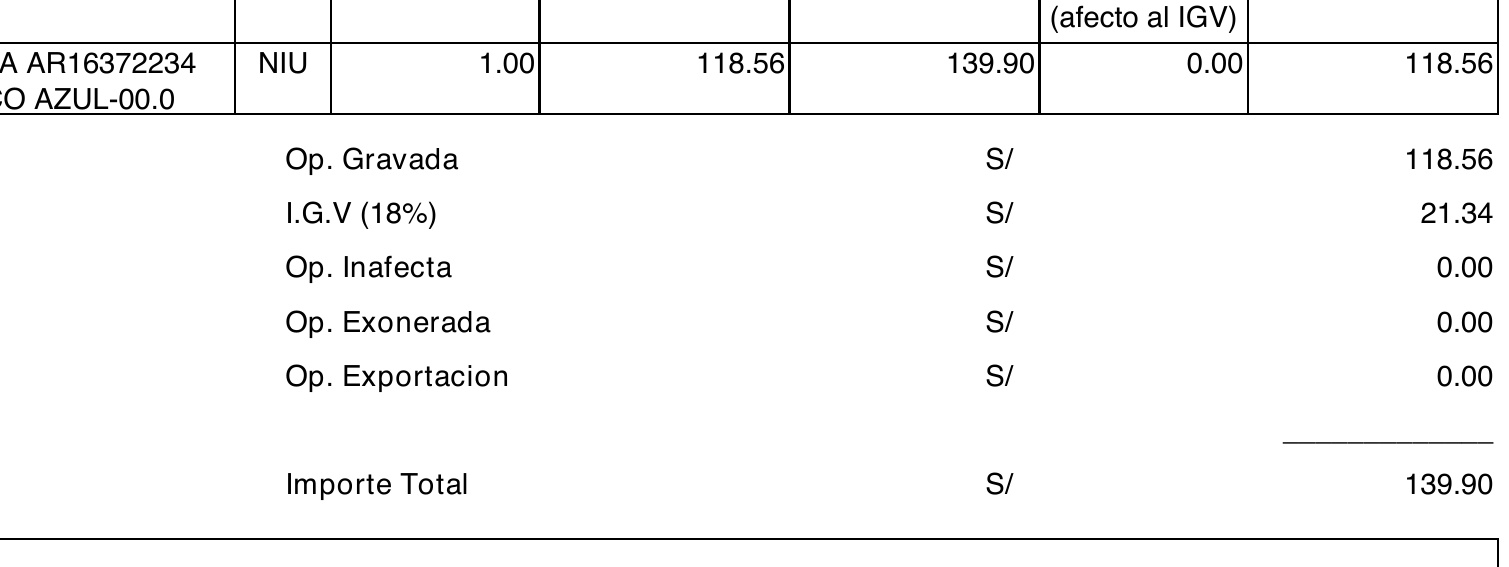 (afecto al IGV)
A AR16372234 NIU 1.00 118.56 139.90 0.00 118.56
CO AZUL-00.0
Op. Gravada S/ 118.56
I.G.V (18%) S/ 21.34
Op. Inafecta S/ 0.00
Op. Exonerada S/ 0.00
Op. Exportacion S/ 0.00
Importe Total S/ 139.90